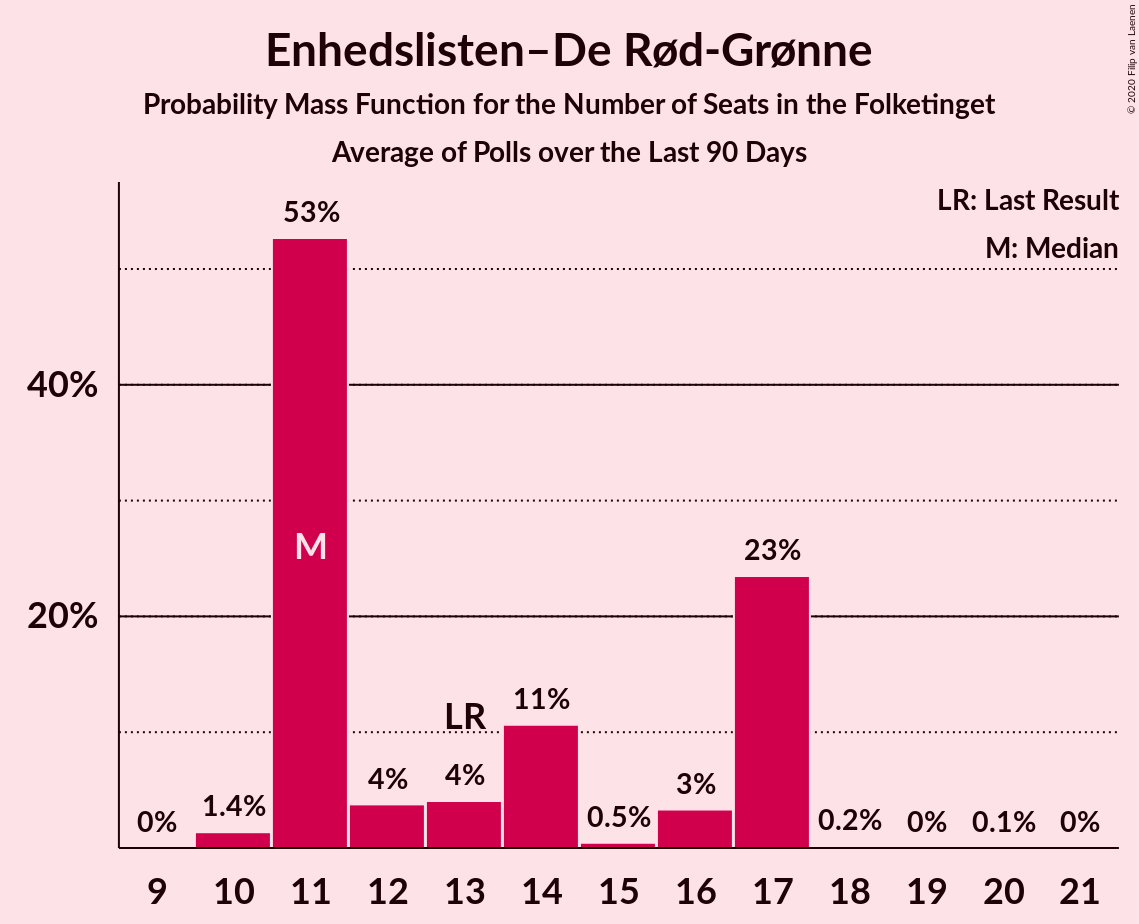 Enhedslisten–De Rød-Grønne
Probability Mass Function for the Number of Seats in the Folketinget
Average of Polls over the Last 90 Days
© 2020 Filip van Laenen
LR: Last Result
M: Median
53%
40%
M
23%
20%
LR
11%
4%
4%
3%
1.4%
0.5%
0%
0.2%
0%
0.1%
0%
9 10 11 12 13 14 15 16 17 18 19 20 21